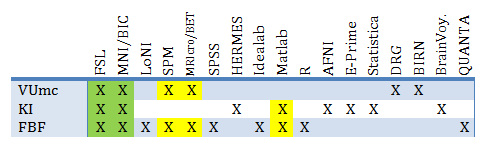 FSL MNI/BIC LoNI SPM MRIcro/BET SPSS HERMES Idealab Matlab R AFNI E-Prime Statistica DRG BIRN BrainVoy. QUANTA
VUmc X X X X X X
KI X X X X X X X X
FBF X X X X X X X X X X